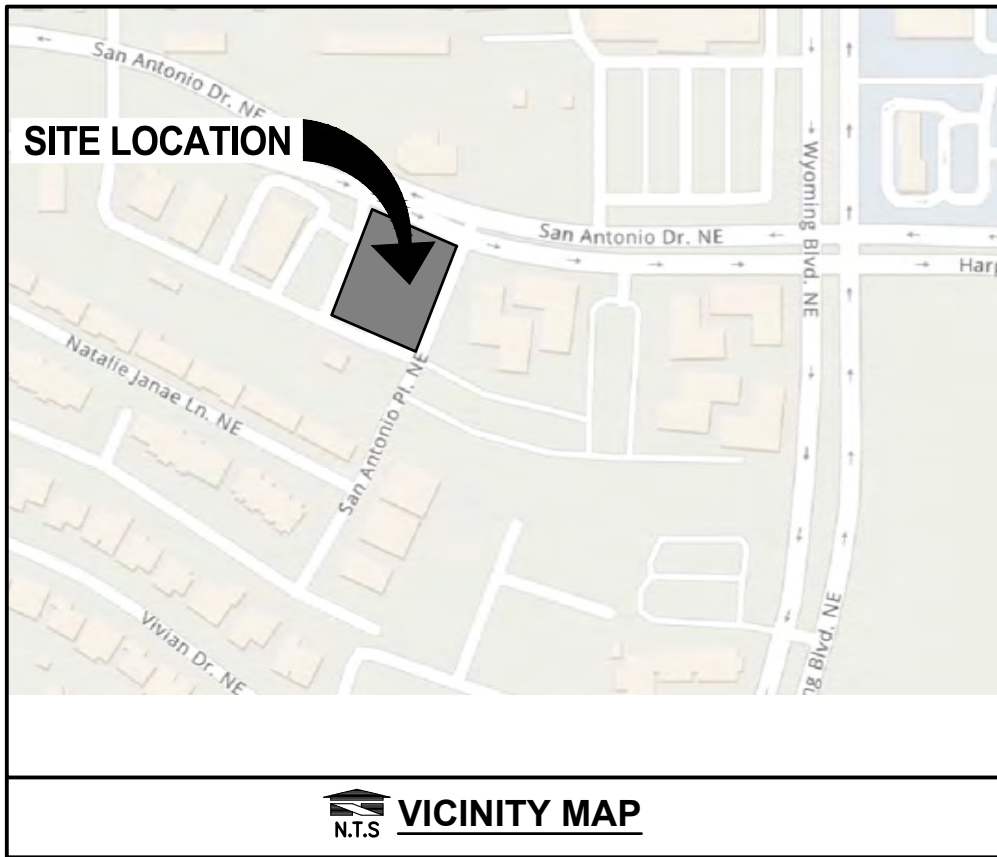 San Antonio Dr. NE
SITE LOCATION
San Antonio Dr. NE
Wyoming Blvd. NE
Harp
Natalie Janae Ln. NE
San Antonio Pl. NE
Vivian Dr. NE
ng Blvd. NE
N.T.S
VICINITY MAP